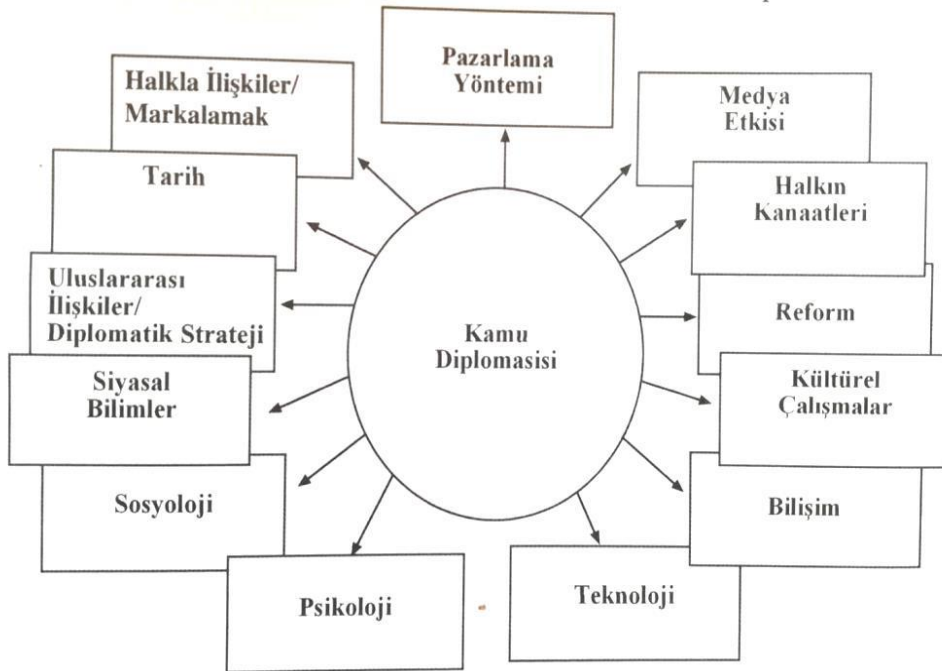 Pazarlama
Yöntemi
Halkla İlişkiler/
Markalamak
Medya
Etkisi
Tarih
Halkın
Kanaatleri
Uluslararası
İlişkiler/
Diplomatik Strateji
Reform
Kamu
Diplomasisi
Siyasal
Bilimler
Kültürel
Çalışmalar
Sosyoloji
Bilişim
Psikoloji
Teknoloji